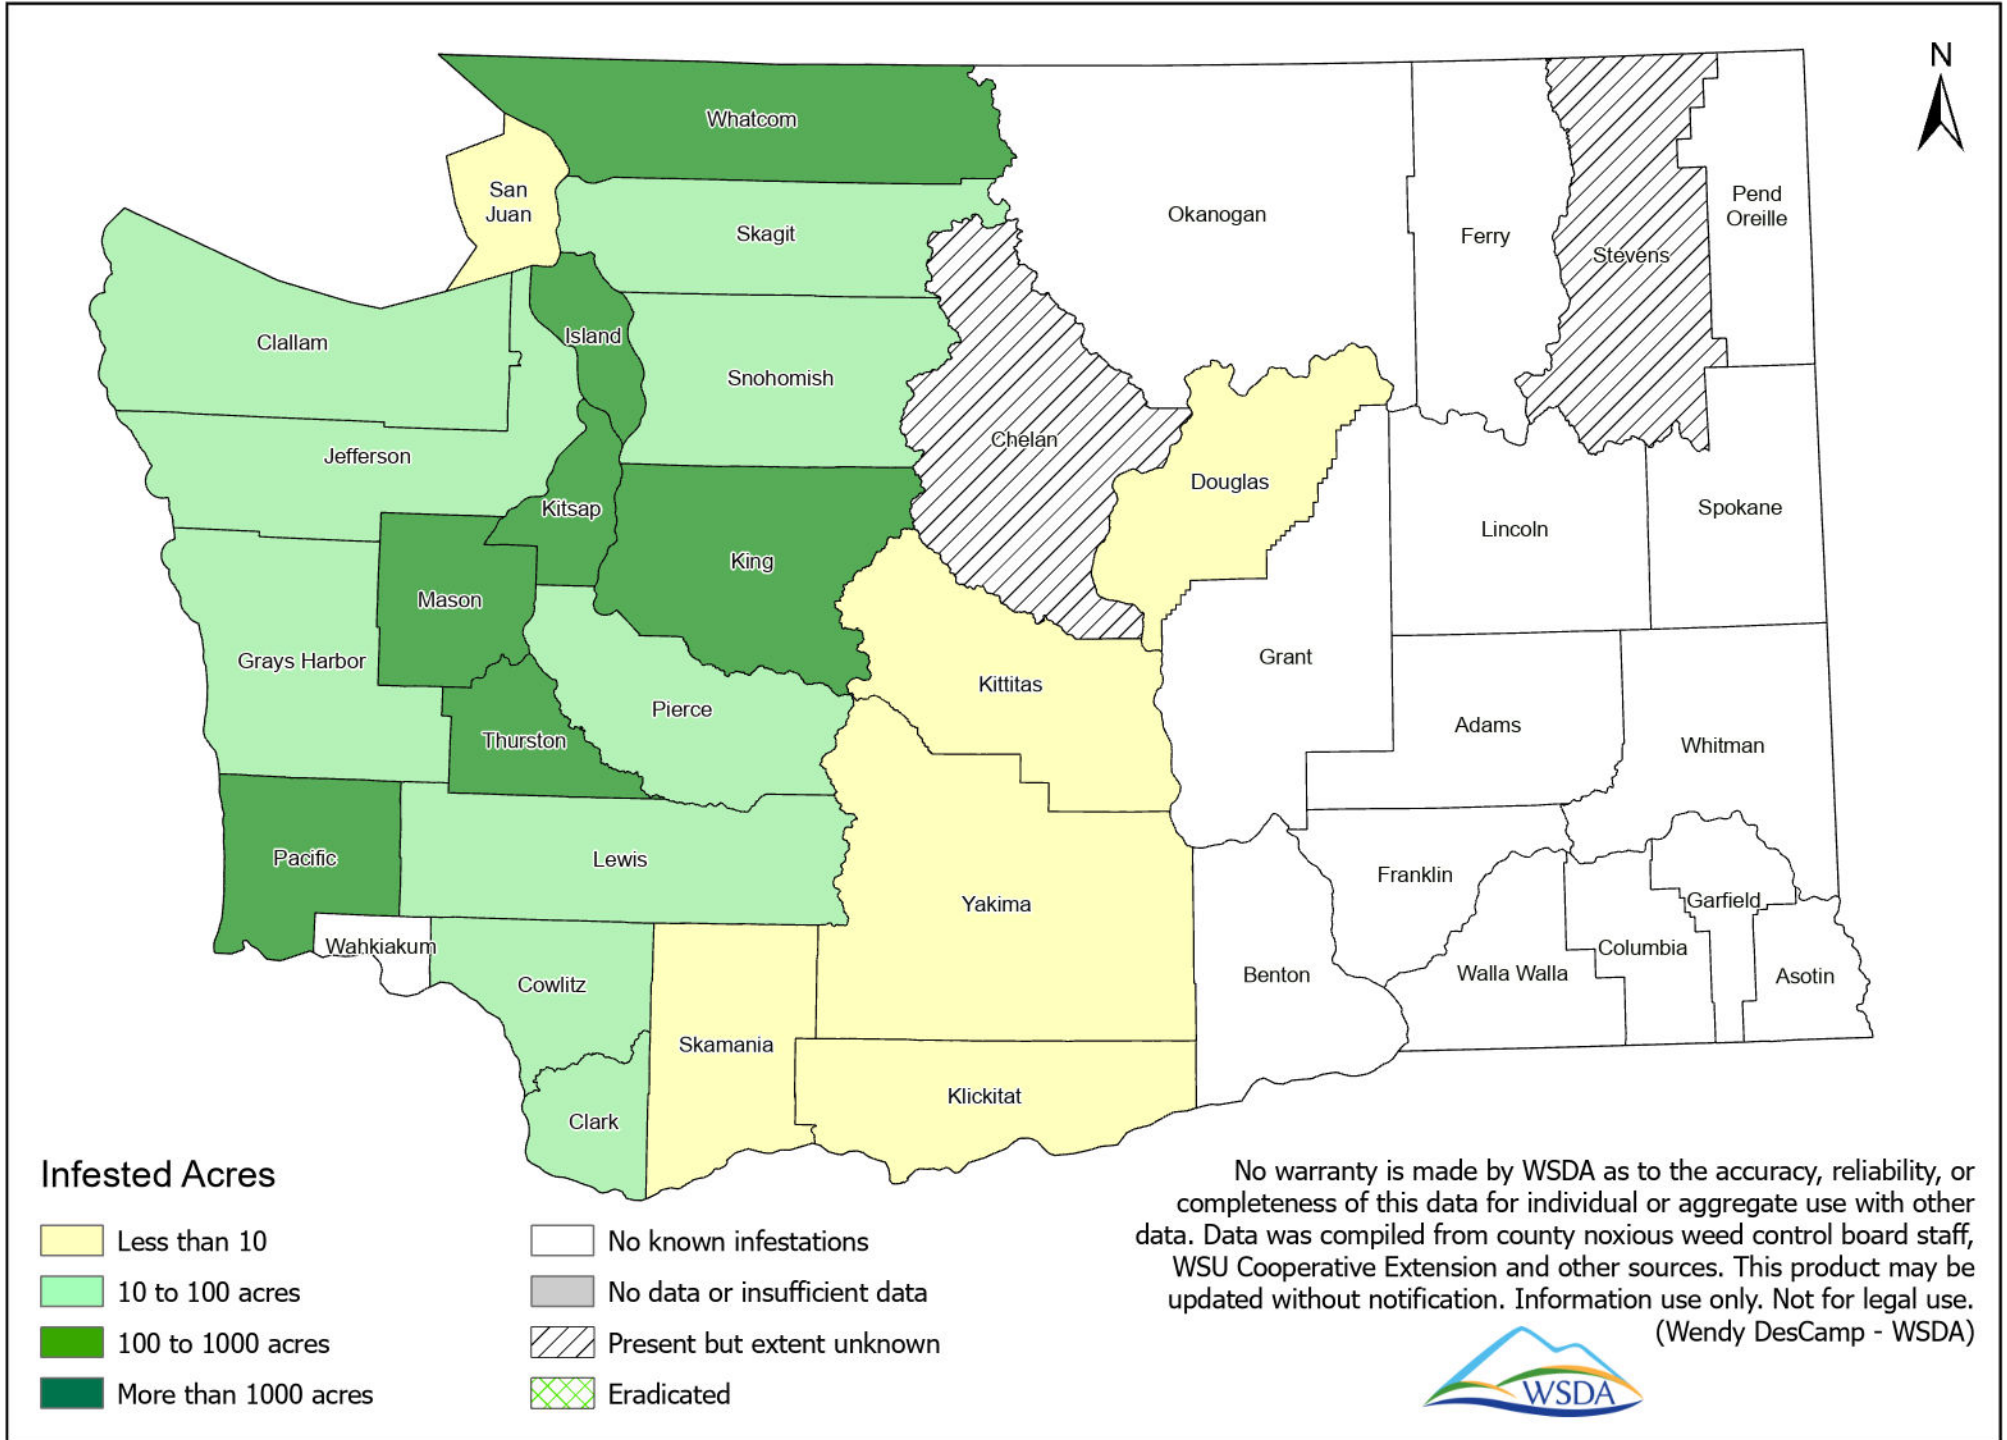 N
Whatcom
San
Juan
Skagit
Okanogan
Ferry
Stevens
Pend
Oreille
Clallam
Island
Snohomish
Jefferson
Chelan
Douglas
Kitsap
King
Lincoln
Spokane
Mason
Grays Harbor
Thurston
Pierce
Kittitas
Grant
Adams
Whitman
Pacific
Lewis
Yakima
Franklin
Garfield
Wahkiakum
Cowlitz
Skamania
Benton
Walla Walla
Columbia
Asotin
Clark
Klickitat
Infested Acres
Less than 10
10 to 100 acres
100 to 1000 acres
More than 1000 acres
No known infestations
No data or insufficient data
Present but extent unknown
Eradicated
No warranty is made by WSDA as to the accuracy, reliability, or
completeness of this data for individual or aggregate use with other
data. Data was compiled from county noxious weed control board staff,
WSU Cooperative Extension and other sources. This product may be
updated without notification. Information use only. Not for legal use.
(Wendy DesCamp - WSDA)
WSDA